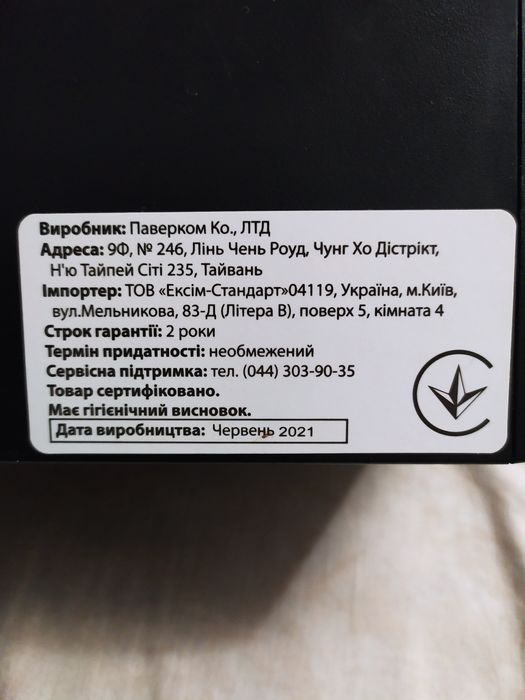 Виробник: Паверком Ко., ЛТД
Адреса: 9Ф, № 246, Лінь Чень Роуд, Чунг Хо Дістрікт,
Н'ю Тайпей Сіті 235, Тайвань
Імпортер: ТОВ «Ексім-Стандарт»04119, Україна, м.Київ,
вул.Мельникова, 83-Д (Літера В), поверх 5, кімната 4
Строк гарантії: 2 роки
Термін придатності: необмежений
Сервісна підтримка: тел. (044) 303-90-35
Товар сертифіковано.
Має гігієнічний висновок.
Дата виробництва: Червень 2021